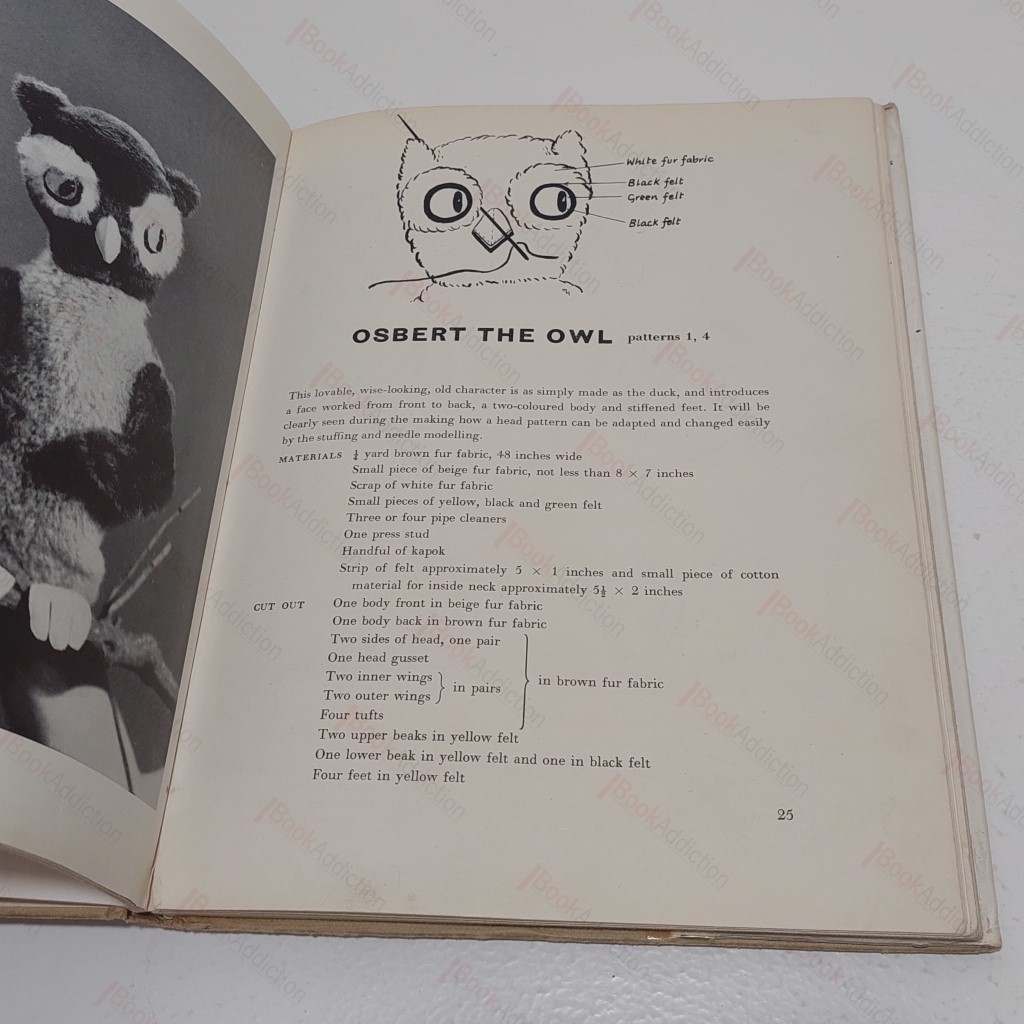 White fur fabric
Black felt
Green felt
Black felt
OSBERT THE OWL patterns 1, 4
This lovable, wise-looking, old character is as simply made as the duck, and introduces
a face worked from front to back, a two-coloured body and stiffened feet. It will be
clearly seen during the making how a head pattern can be adapted and changed easily
by the stuffing and needle modelling.
MATERIALS yard brown fur fabric, 48 inches wide
Small piece of beige fur fabric, not less than 8 × 7 inches
Scrap of white fur fabric
Small pieces of yellow, black and green felt
Three or four pipe cleaners
One press stud
Handful of kapok
Strip of felt approximately 5 × 1 inches and small piece of cotton
material for inside neck approximately 5½ × 2 inches
CUT OUT One body front in beige fur fabric
One body back in brown fur fabric
Two sides of head, one pair
One head gusset
Two inner wings
Two outer wings
in pairs
Four tufts
in brown fur fabric
Two upper beaks in yellow felt
One lower beak in yellow felt and one in black felt
Four feet in yellow felt
25
BookAddiction